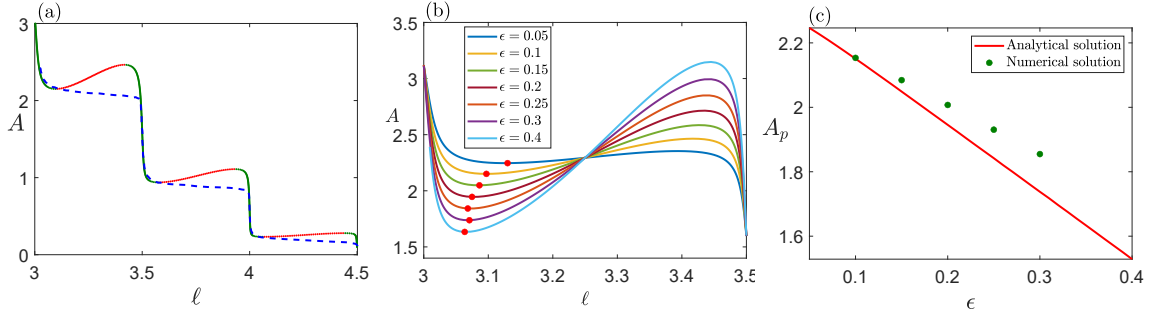 (a)
3
2
1
0
A
3
3.5
4
4.5
ℓ
(b)
3.5
3
2.5
2
1.5
A
ϵ = 0.05
ϵ = 0.1
ϵ = 0.15
ϵ = 0.2
ϵ = 0.25
ϵ = 0.3
ϵ = 0.4
3
3.1
3.2
3.3
3.4
3.5
ℓ
(c)
2.2
2
1.8
1.6
A_p
Analytical solution
Numerical solution
0.1
0.2
0.3
0.4
ϵ